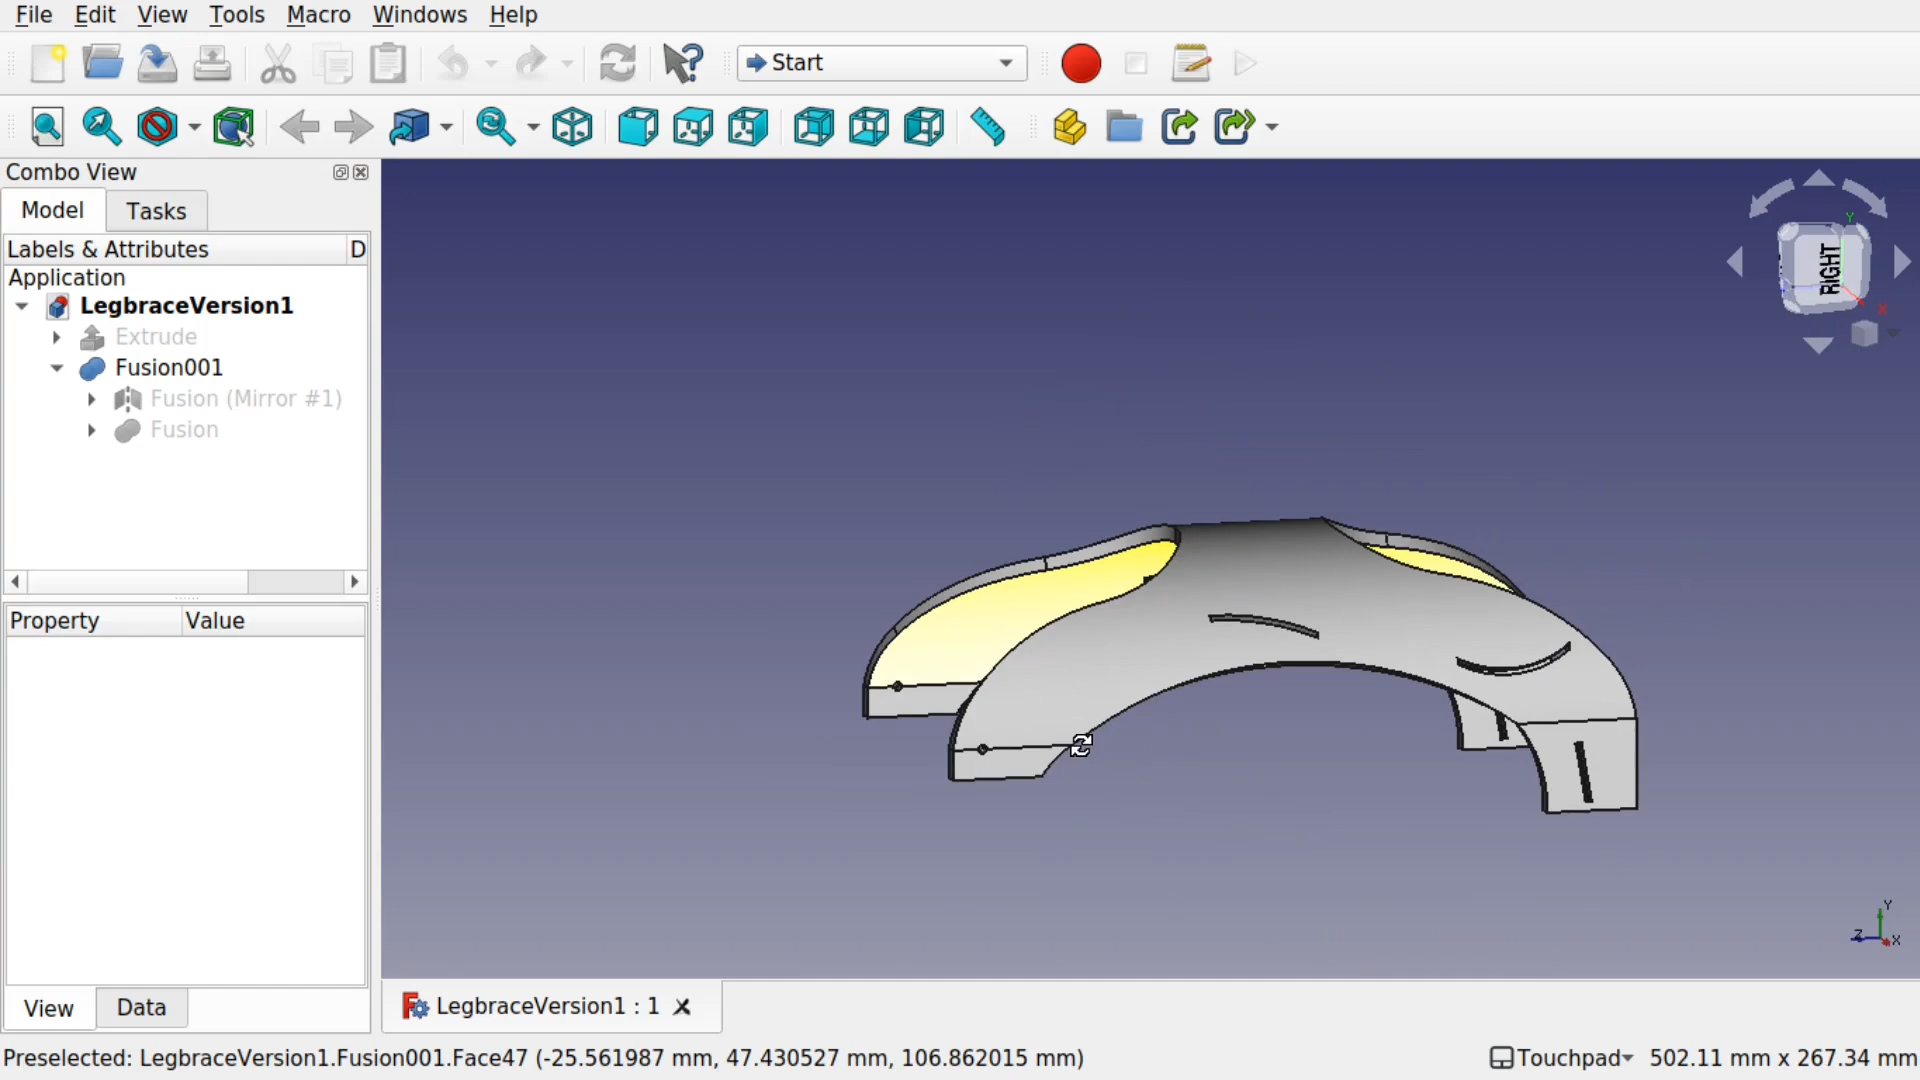 File Edit View Tools Macro Windows Help
Start
Combo View
Model Tasks
Labels & Attributes D
Application
LegbraceVersion1
Extrude
Fusion001
Fusion (Mirror #1)
Fusion
Property Value
View Data
Y
RIGHT
X
Y
Z X
LegbraceVersion1 : 1
Preselected: LegbraceVersion1.Fusion001.Face47 (-25.561987 mm, 47.430527 mm, 106.862015 mm)
Touchpad 502.11 mm x 267.34 mm